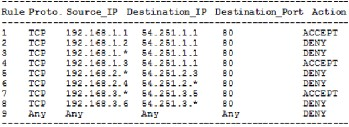 Rule Proto. Source_IP Destination_IP Destination_Port Action
1 TCP 192.168.1.1 54.251.1.1 80 ACCEPT
2 TCP 192.168.1.2 54.251.1.1 80 DENY
3 TCP 192.168.1.* 54.251.1.* 80 DENY
4 TCP 192.168.1.3 54.251.1.1 80 ACCEPT
5 TCP 192.168.2.* 54.251.2.3 80 DENY
6 TCP 192.168.2.4 54.251.2.* 80 DENY
7 TCP 192.168.3.* 54.251.3.5 80 ACCEPT
8 TCP 192.168.3.6 54.251.3.* 80 DENY
9 Any Any Any Any DENY